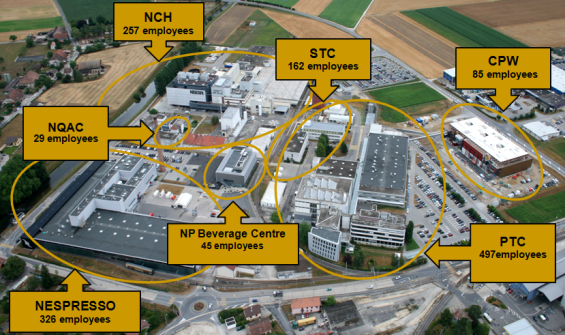 NCH
257 employees
STC
162 employees
CPW
85 employees
NQAC
29 employees
NP Beverage Centre
45 employees
PTC
497employees
NESPRESSO
326 employees